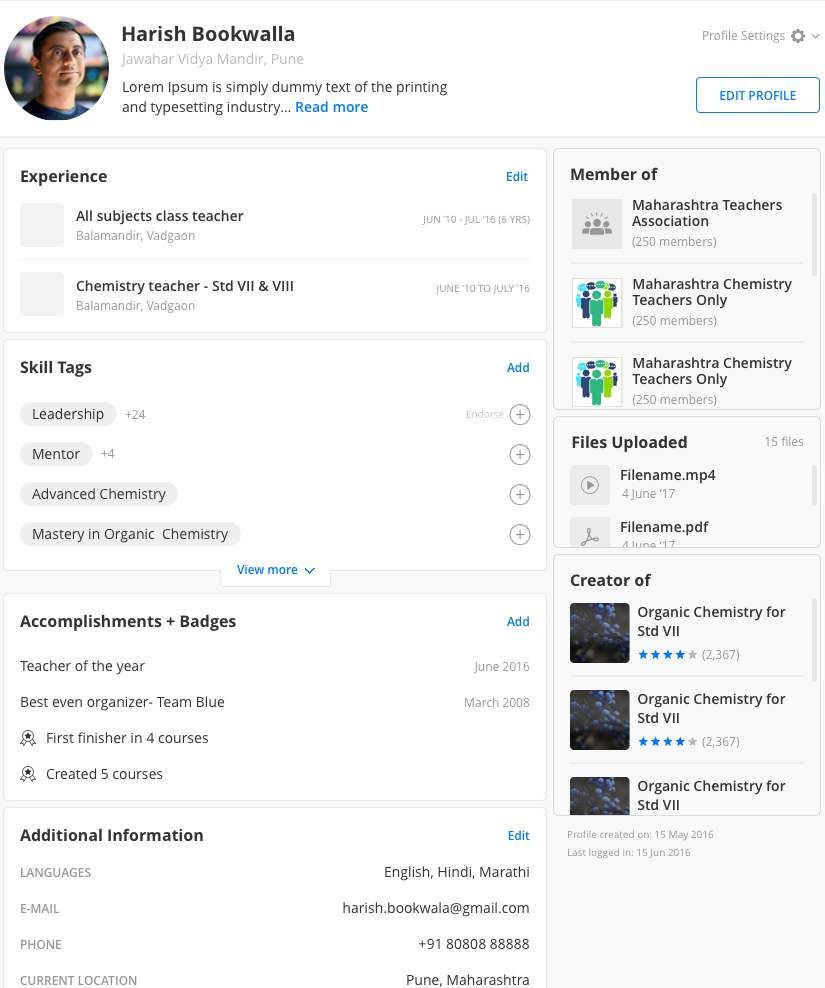 Harish Bookwalla
Jawahar Vidya Mandir, Pune
Lorem Ipsum is simply dummy text of the printing
and typesetting industry... Read more
Profile Settings
EDIT PROFILE
Experience
Edit
All subjects class teacher
JUN '10 - JUL '16 (6 YRS)
Balamandir, Vadgaon
Chemistry teacher - Std VII & VIII
JUNE '10 TO JULY '16
Balamandir, Vadgaon
Skill Tags
Add
Leadership +24
Endorse
Mentor +4
Advanced Chemistry
Mastery in Organic  Chemistry
View more
Accomplishments + Badges
Add
Teacher of the year
June 2016
Best even organizer- Team Blue
March 2008
First finisher in 4 courses
Created 5 courses
Additional Information
Edit
LANGUAGES
English, Hindi, Marathi
E-MAIL
harish.bookwala@gmail.com
PHONE
+91 80808 88888
CURRENT LOCATION
Pune, Maharashtra
Member of
Maharashtra Teachers
Association
(250 members)
Maharashtra Chemistry
Teachers Only
(250 members)
Maharashtra Chemistry
Teachers Only
(250 members)
Files Uploaded
15 files
Filename.mp4
4 June '17
Filename.pdf
4 June '17
Creator of
Organic Chemistry for
Std VII
(2,367)
Organic Chemistry for
Std VII
(2,367)
Organic Chemistry for
Std VII
Profile created on: 15 May 2016
Last logged in: 15 Jun 2016